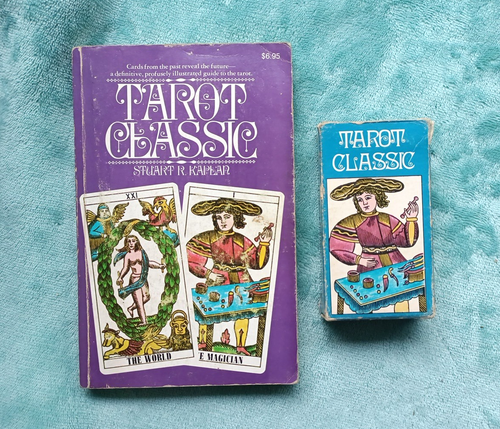 $6.95
Cards from the past reveal the future—
a definitive, profusely illustrated guide to the tarot.
TAROT
CLASSIC
STUART R. KAPLAN
XXI
THE WORLD
I
E MAGICIAN
TAROT
CLASSIC